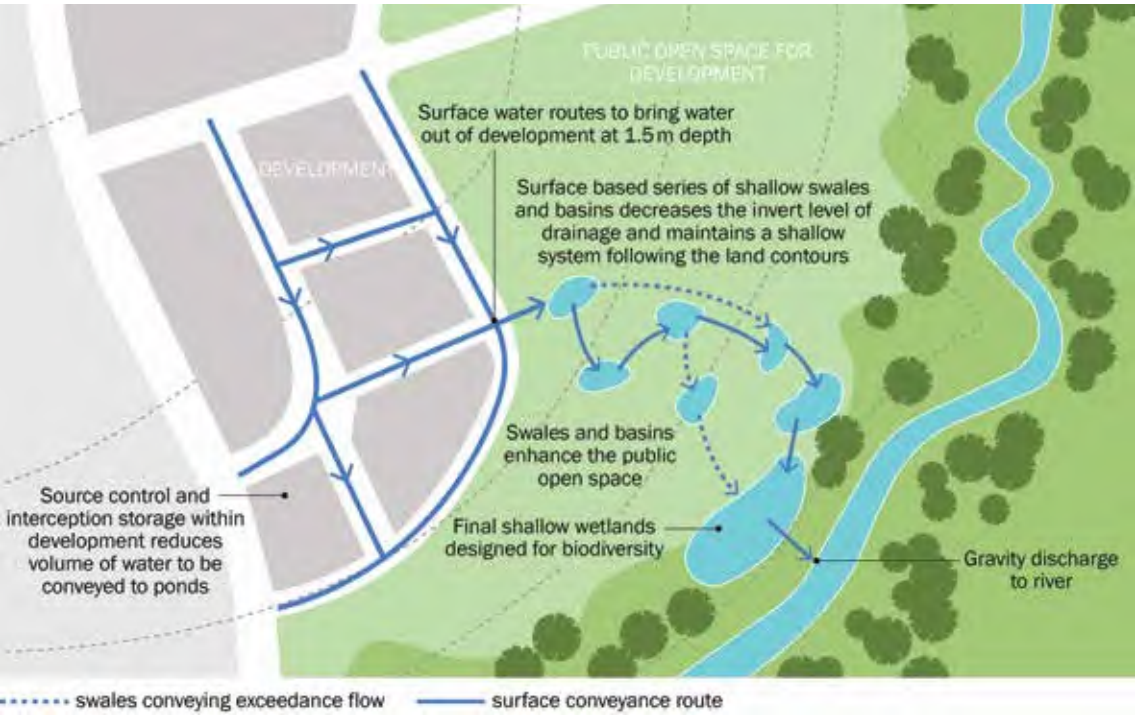 PUBLIC OPEN SPACE FOR
DEVELOPMENT
Surface water routes to bring water
out of development at 1.5m depth
DEVELOPMENT
Surface based series of shallow swales
and basins decreases the invert level of
drainage and maintains a shallow
system following the land contours
Swales and basins
enhance the public
open space
Source control and
interception storage within
development reduces
volume of water to be
conveyed to ponds
Final shallow wetlands
designed for biodiversity
Gravity discharge
to river
swales conveying exceedance flow
surface conveyance route